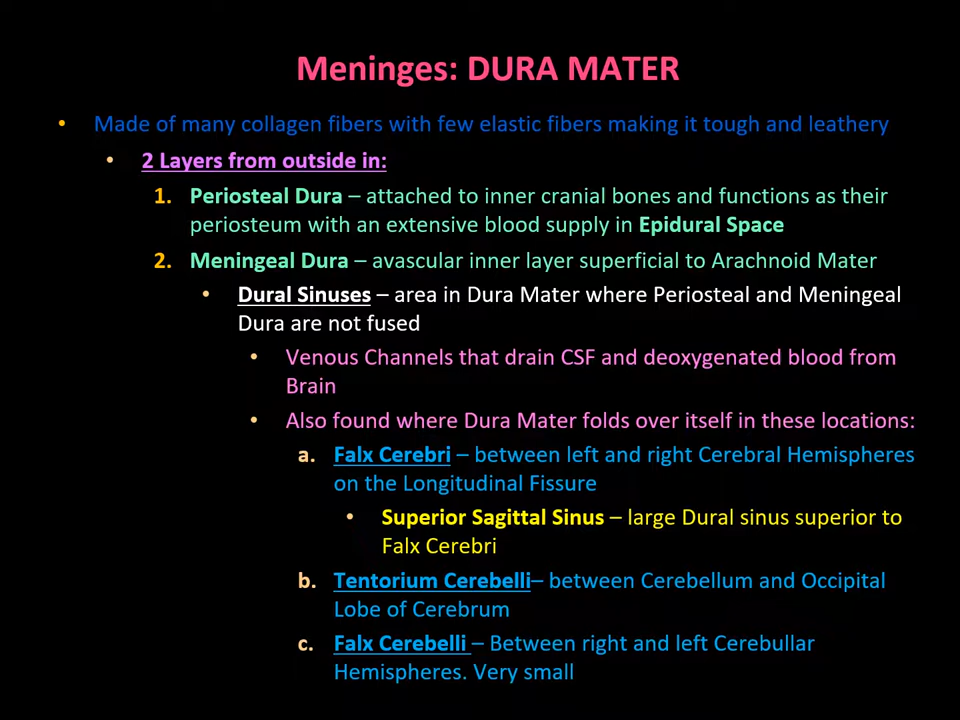 Meninges: DURA MATER
• Made of many collagen fibers with few elastic fibers making it tough and leathery
• 2 Layers from outside in:
1. Periosteal Dura – attached to inner cranial bones and functions as their
periosteum with an extensive blood supply in Epidural Space
2. Meningeal Dura – avascular inner layer superficial to Arachnoid Mater
• Dural Sinuses – area in Dura Mater where Periosteal and Meningeal
Dura are not fused
• Venous Channels that drain CSF and deoxygenated blood from
Brain
• Also found where Dura Mater folds over itself in these locations:
a. Falx Cerebri – between left and right Cerebral Hemispheres
on the Longitudinal Fissure
• Superior Sagittal Sinus – large Dural sinus superior to
Falx Cerebri
b. Tentorium Cerebelli– between Cerebellum and Occipital
Lobe of Cerebrum
c. Falx Cerebelli – Between right and left Cerebullar
Hemispheres. Very small